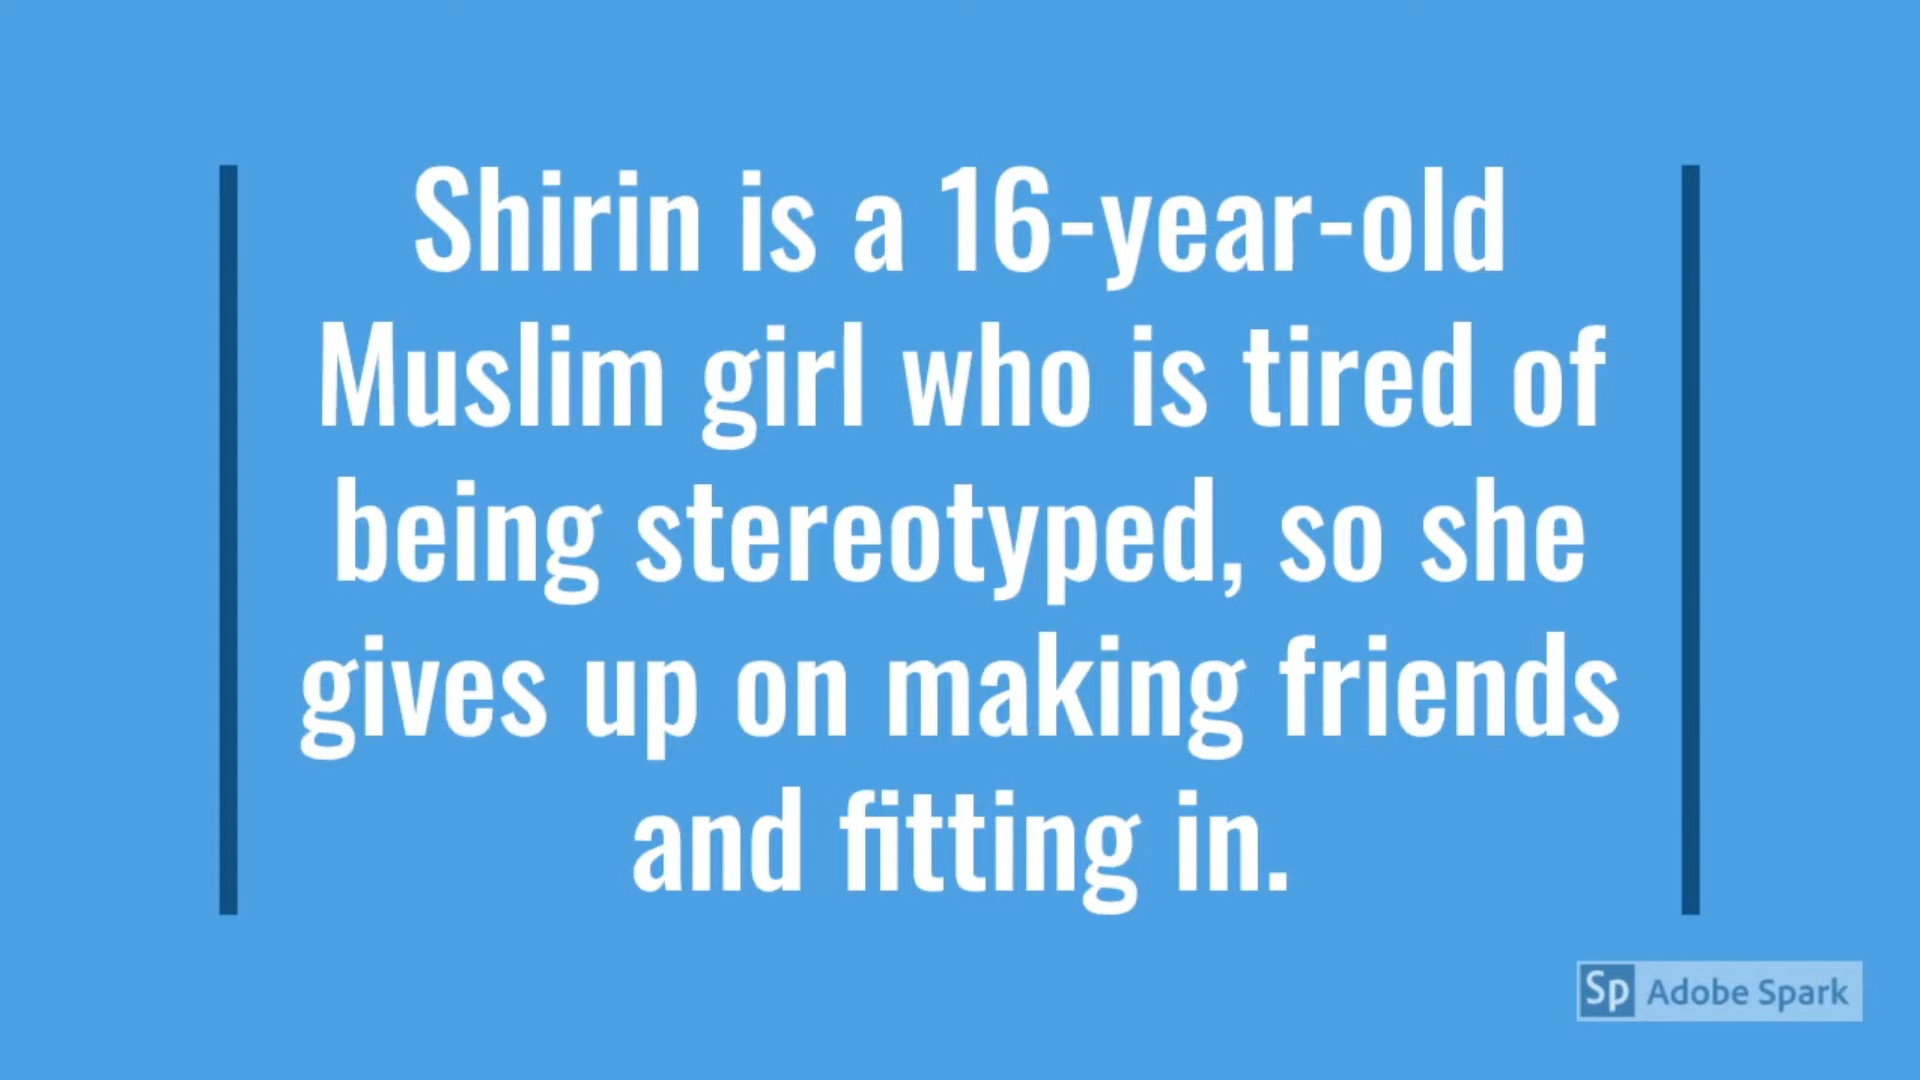 Shirin is a 16-year-old
Muslim girl who is tired of
being stereotyped, so she
gives up on making friends
and fitting in.
Sp Adobe Spark